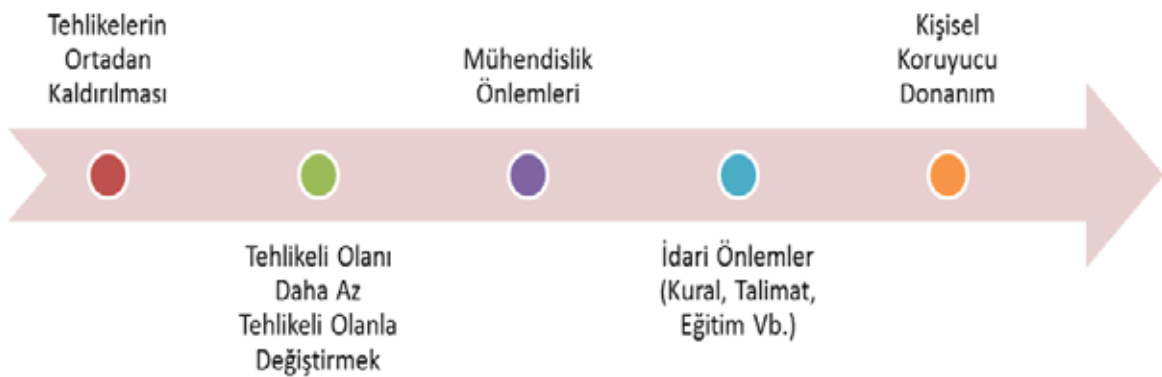 Tehlikelerin
Ortadan
Kaldırılması
Tehlikeli Olanı
Daha Az
Tehlikeli Olanla
Değiştirmek
Mühendislik
Önlemleri
İdari Önlemler
(Kural, Talimat,
Eğitim Vb.)
Kişisel
Koruyucu
Donanım